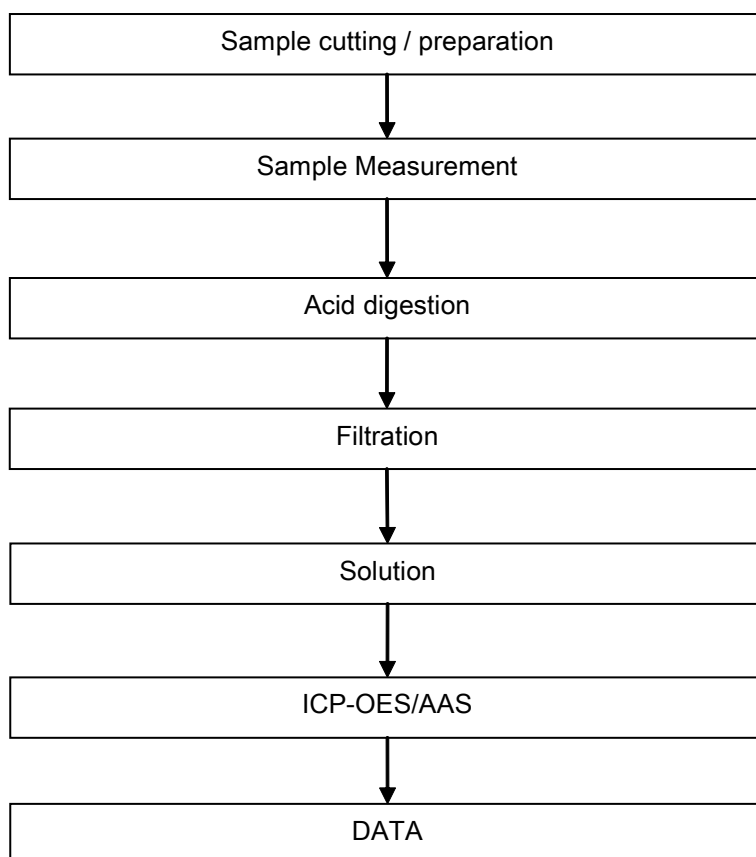 Sample cutting / preparation
Sample Measurement
Acid digestion
Filtration
Solution
ICP-OES/AAS
DATA